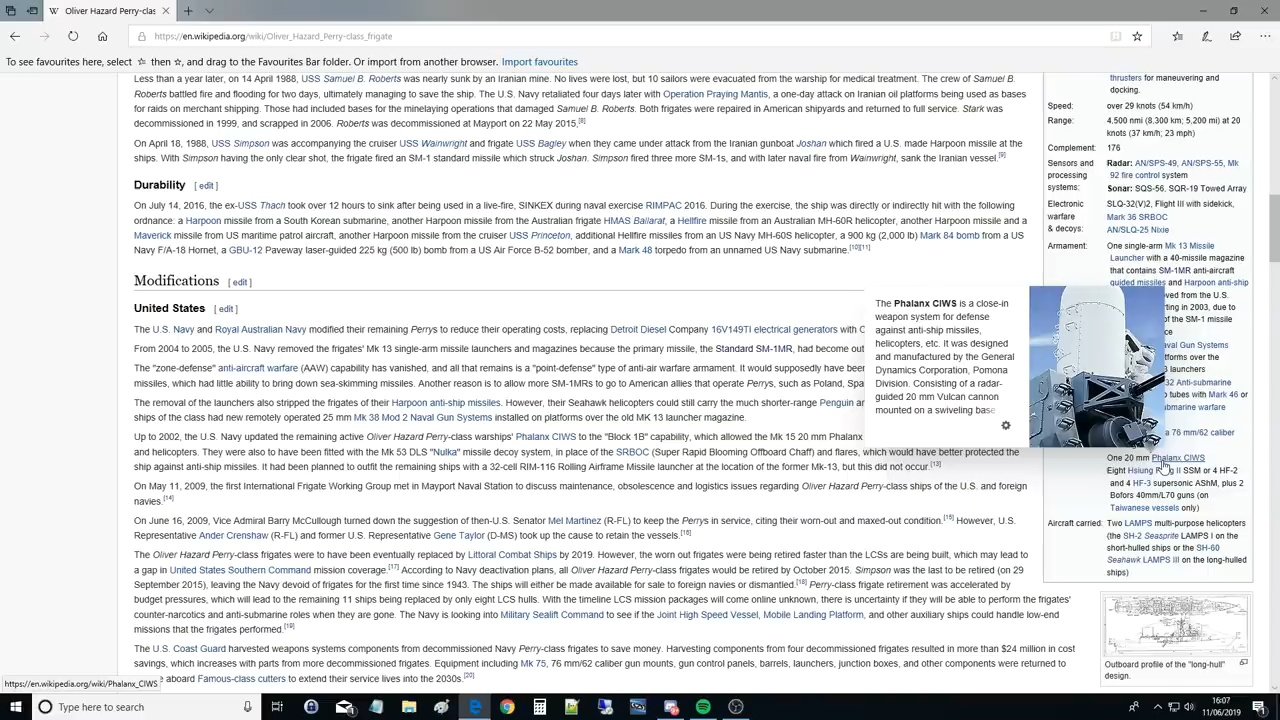 Oliver Hazard Perry-class frigate
https://en.wikipedia.org/wiki/Oliver_Hazard_Perry-class_frigate
To see favourites here, select ☆ then ☆, and drag to the Favourites Bar folder. Or import from another browser. Import favourites
Less than a year later, on 14 April 1988, USS Samuel B. Roberts was nearly sunk by an Iranian mine. No lives were lost, but 10 sailors were evacuated from the warship for medical treatment. The crew of Samuel B.
Roberts battled fire and flooding for two days, ultimately managing to save the ship. The U.S. Navy retaliated four days later with Operation Praying Mantis, a one-day attack on Iranian oil platforms being used as bases
for raids on merchant shipping. Those had included bases for the minelaying operations that damaged Samuel B. Roberts. Both frigates were repaired in American shipyards and returned to full service. Stark was
decommissioned in 1999, and scrapped in 2006. Roberts was decommissioned at Mayport on 22 May 2015.[8]
On April 18, 1988, USS Simpson was accompanying the cruiser USS Wainwright and frigate USS Bagley when they came under attack from the Iranian gunboat Joshan which fired a U.S. made Harpoon missile at the
ships. With Simpson having the only clear shot, the frigate fired an SM-1 standard missile which struck Joshan. Simpson fired three more SM-1s, and with later naval fire from Wainwright, sank the Iranian vessel.[9]
Durability [ edit ]
On July 14, 2016, the ex-USS Thach took over 12 hours to sink after being used in a live-fire, SINKEX during naval exercise RIMPAC 2016. During the exercise, the ship was directly or indirectly hit with the following
ordnance: a Harpoon missile from a South Korean submarine, another Harpoon missile from the Australian frigate HMAS Ballarat, a Hellfire missile from an Australian MH-60R helicopter, another Harpoon missile and a
Maverick missile from US maritime patrol aircraft, another Harpoon missile from the cruiser USS Princeton, additional Hellfire missiles from an US Navy MH-60S helicopter, a 900 kg (2,000 lb) Mark 84 bomb from a US
Navy F/A-18 Hornet, a GBU-12 Paveway laser-guided 225 kg (500 lb) bomb from a US Air Force B-52 bomber, and a Mark 48 torpedo from an unnamed US Navy submarine.[10][11]
Modifications [ edit ]
United States [ edit ]
The U.S. Navy and Royal Australian Navy modified their remaining Perrys to reduce their operating costs, replacing Detroit Diesel Company 16V149TI electrical generators with C
From 2004 to 2005, the U.S. Navy removed the frigates' Mk 13 single-arm missile launchers and magazines because the primary missile, the Standard SM-1MR, had become out
The "zone-defense" anti-aircraft warfare (AAW) capability has vanished, and all that remains is a "point-defense" type of anti-air warfare armament. It would supposedly have been
missiles, which had little ability to bring down sea-skimming missiles. Another reason is to allow more SM-1MRs to go to American allies that operate Perrys, such as Poland, Spa
The removal of the launchers also stripped the frigates of their Harpoon anti-ship missiles. However, their Seahawk helicopters could still carry the much shorter-range Penguin an
ships of the class had new remotely operated 25 mm Mk 38 Mod 2 Naval Gun Systems installed on platforms over the old MK 13 launcher magazine.
Up to 2002, the U.S. Navy updated the remaining active Oliver Hazard Perry-class warships' Phalanx CIWS to the "Block 1B" capability, which allowed the Mk 15 20 mm Phalanx
and helicopters. They were also to have been fitted with the Mk 53 DLS "Nulka" missile decoy system, in place of the SRBOC (Super Rapid Blooming Offboard Chaff) and flares, which would have better protected the
ship against anti-ship missiles. It had been planned to outfit the remaining ships with a 32-cell RIM-116 Rolling Airframe Missile launcher at the location of the former Mk-13, but this did not occur.[13]
On May 11, 2009, the first International Frigate Working Group met in Mayport Naval Station to discuss maintenance, obsolescence and logistics issues regarding Oliver Hazard Perry-class ships of the U.S. and foreign
navies.[14]
On June 16, 2009, Vice Admiral Barry McCullough turned down the suggestion of then-U.S. Senator Mel Martinez (R-FL) to keep the Perrys in service, citing their worn-out and maxed-out condition.[15] However, U.S.
Representative Ander Crenshaw (R-FL) and former U.S. Representative Gene Taylor (D-MS) took up the cause to retain the vessels.[16]
The Oliver Hazard Perry-class frigates were to have been eventually replaced by Littoral Combat Ships by 2019. However, the worn out frigates were being retired faster than the LCSs are being built, which may lead to
a gap in United States Southern Command mission coverage.[17] According to Navy deactivation plans, all Oliver Hazard Perry-class frigates would be retired by October 2015. Simpson was the last to be retired (on 29
September 2015), leaving the Navy devoid of frigates for the first time since 1943. The ships will either be made available for sale to foreign navies or dismantled.[18] Perry-class frigate retirement was accelerated by
budget pressures, which will lead to the remaining 11 ships being replaced by only eight LCS hulls. With the timeline LCS mission packages will come online unknown, there is uncertainty if they will be able to perform the frigates'
counter-narcotics and anti-submarine roles when they are gone. The Navy is looking into Military Sealift Command to see if the Joint High Speed Vessel, Mobile Landing Platform, and other auxiliary ships could handle low-end
missions that the frigates performed.[19]
The U.S. Coast Guard harvested weapons systems components from decommissioned Navy Perry-class frigates to save money. Harvesting components from four decommissioned frigates resulted in more than $24 million in cost
savings, which increases with parts from more decommissioned frigates. Equipment including Mk 75, 76 mm/62 caliber gun mounts, gun control panels, barrels, launchers, junction boxes, and other components were returned to
e aboard Famous-class cutters to extend their service lives into the 2030s.[20]
https://en.wikipedia.org/wiki/Phalanx_CIWS
The Phalanx CIWS is a close-in
weapon system for defense
against anti-ship missiles,
helicopters, etc. It was designed
and manufactured by the General
Dynamics Corporation, Pomona
Division. Consisting of a radar-
guided 20 mm Vulcan cannon
mounted on a swiveling base
thrusters for maneuvering and
docking.
Speed: over 29 knots (54 km/h)
Range: 4,500 nmi (8,300 km; 5,200 mi) at 20
knots (37 km/h; 23 mph)
Complement: 176
Sensors and processing systems: Radar: AN/SPS-49, AN/SPS-55, Mk
92 fire control system
Sonar: SQS-56, SQR-19 Towed Array
Electronic warfare & decoys: SLQ-32(V)2, Flight III with sidekick,
Mark 36 SRBOC
AN/SLQ-25 Nixie
Armament: One single-arm Mk 13 Missile
Launcher with a 40-missile magazine
that contains SM-1MR anti-aircraft
guided missiles and Harpoon anti-ship
oved from the U.S.
rting in 2003, due to
of the SM-1 missile
ce
aval Gun Systems
tforms over the
3 launchers
32 Anti-submarine
p tubes with Mark 46 or
ubmarine warfare
a 76 mm/62 caliber
One 20 mm Phalanx CIWS
Eight Hsiung Feng II SSM or 4 HF-2
and 4 HF-3 supersonic AShM, plus 2
Bofors 40mm/L70 guns (on
Taiwanese vessels only)
Aircraft carried: Two LAMPS multi-purpose helicopters
(the SH-2 Seasprite LAMPS I on the
short-hulled ships or the SH-60
Seahawk LAMPS III on the long-hulled
ships)
Outboard profile of the "long-hull"
design.
Type here to search
16:07
11/06/2019